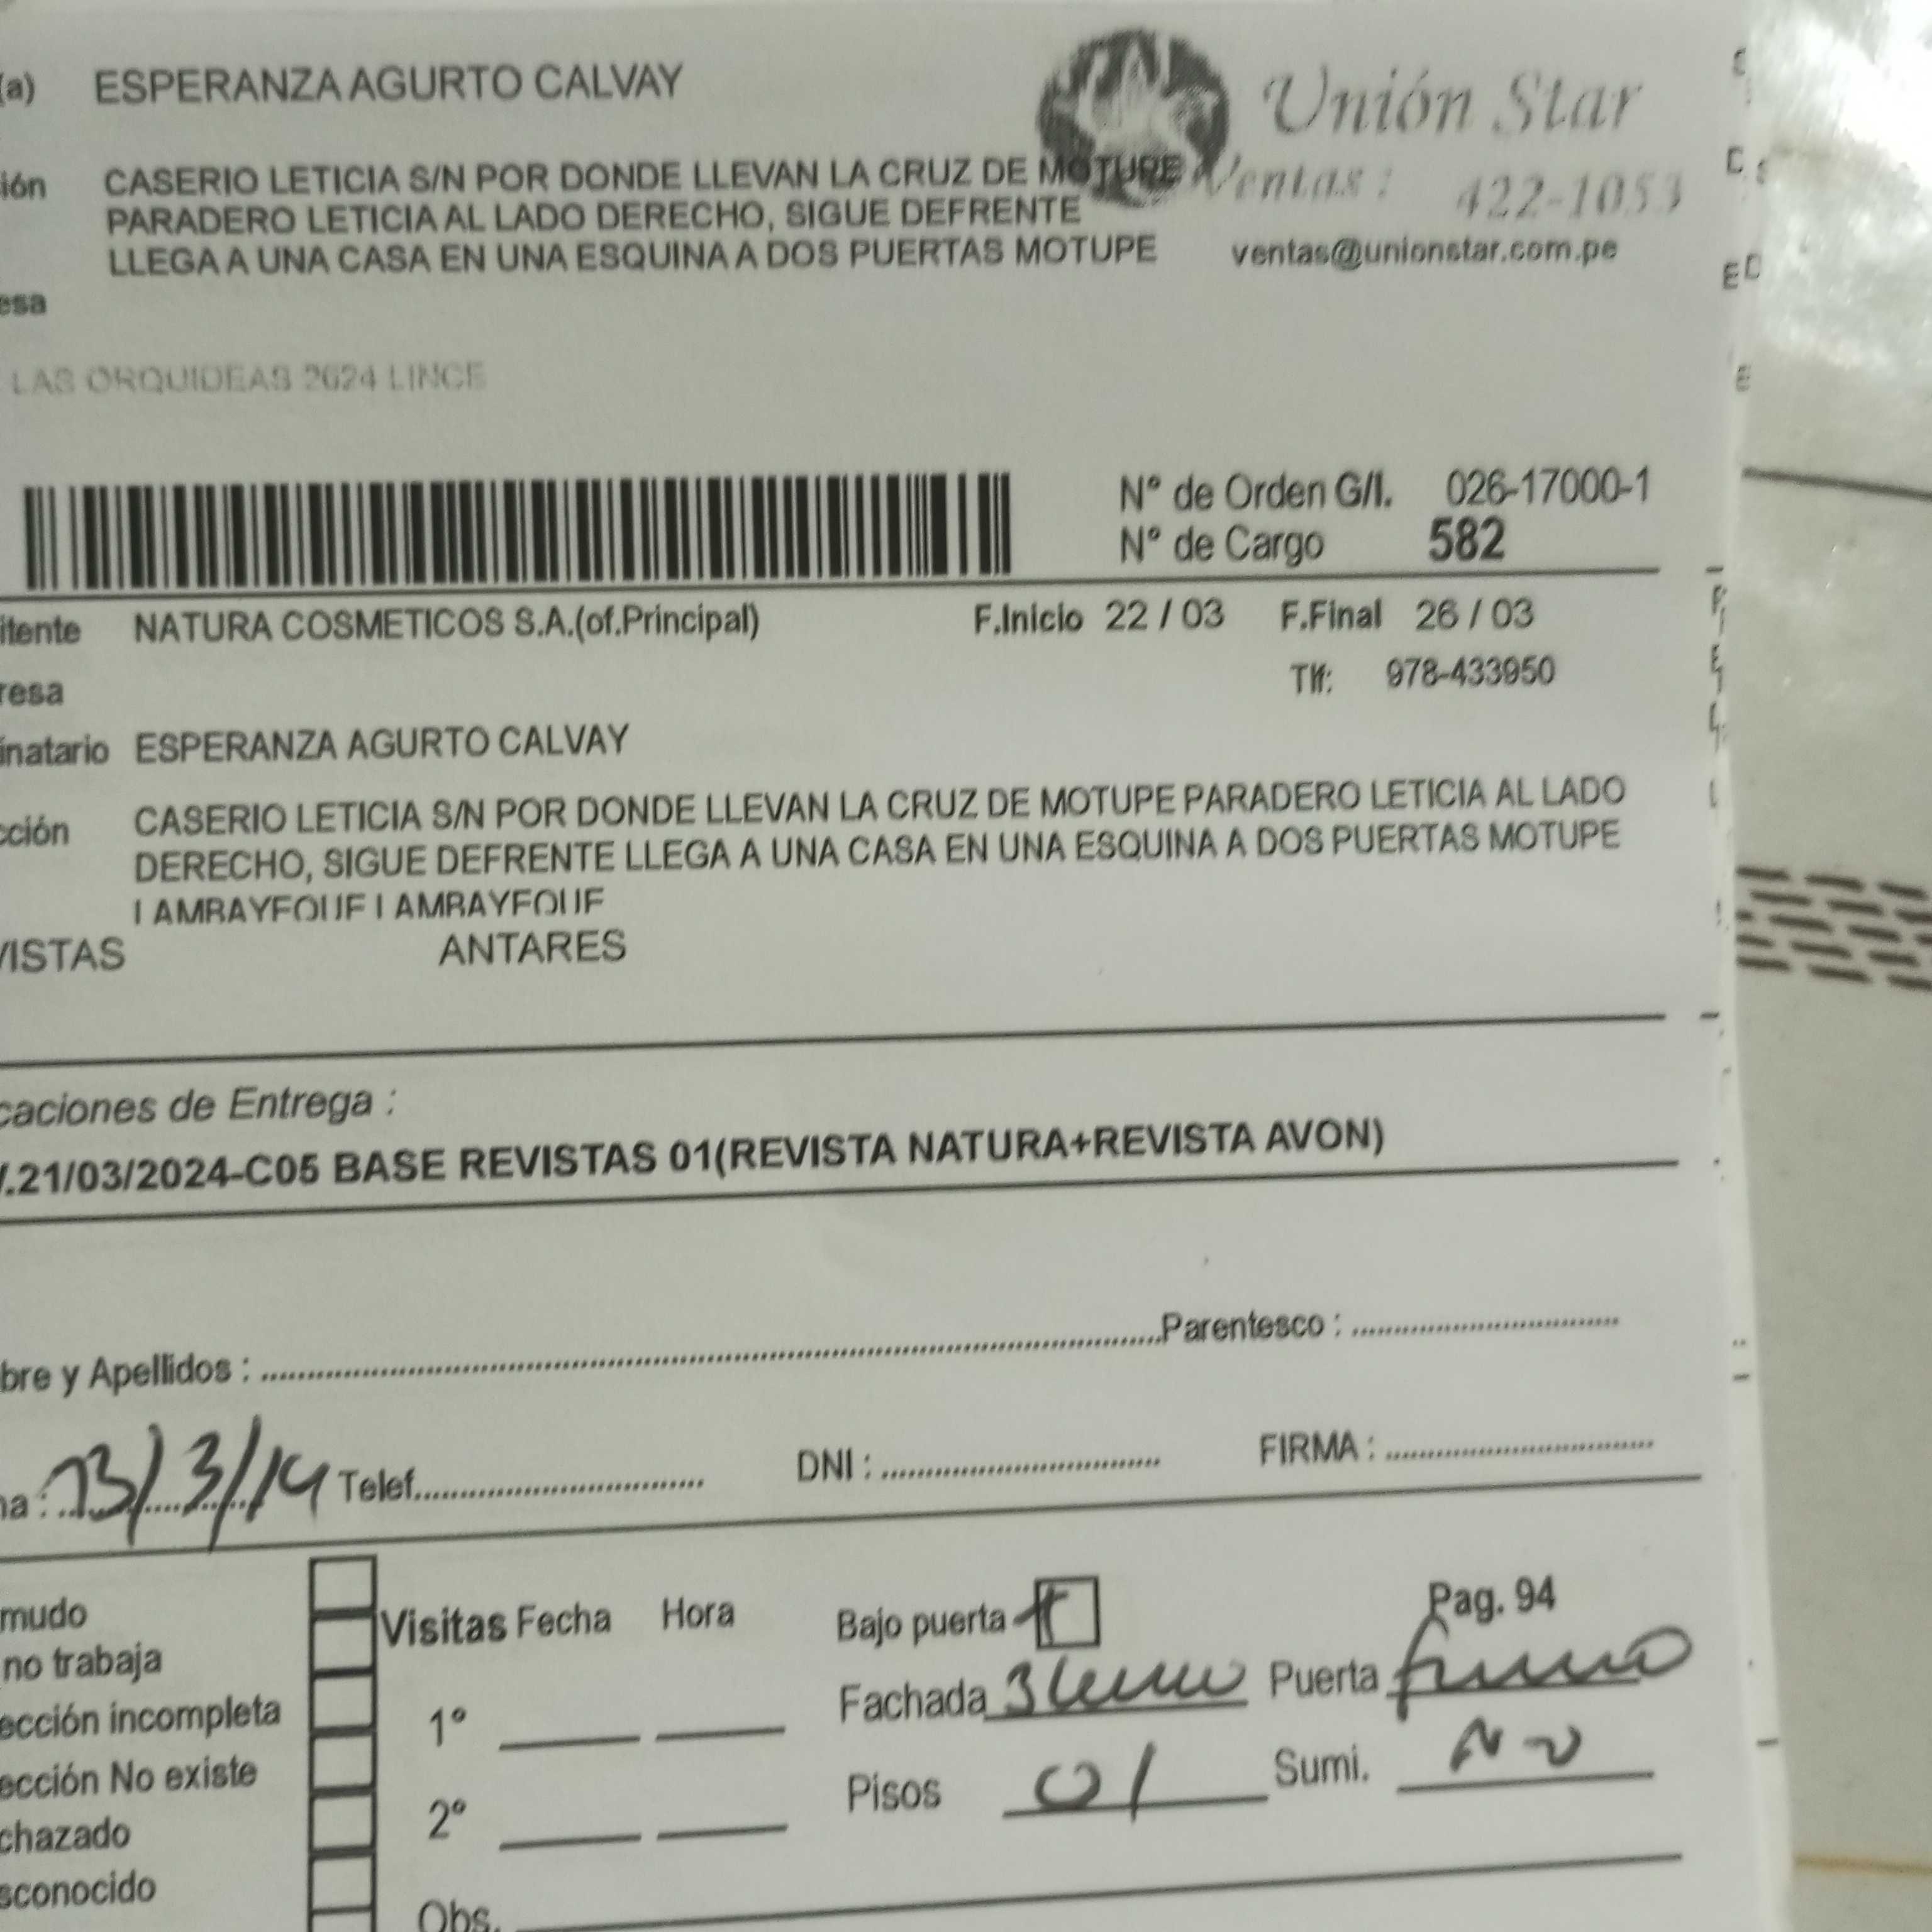 (a) ESPERANZA AGURTO CALVAY
Unión Star
ión CASERIO LETICIA S/N POR DONDE LLEVAN LA CRUZ DE MOTUPE
Ventas: 422-1053
PARADERO LETICIA AL LADO DERECHO, SIGUE DEFRENTE
LLEGA A UNA CASA EN UNA ESQUINA A DOS PUERTAS MOTUPE
ventas@unionstar.com.pe
esa
LAS ORQUIDEAS 2624 LINCE
N° de Orden G/I. 026-17000-1
N° de Cargo 582
itente NATURA COSMETICOS S.A.(of.Principal) F.Inicio 22 / 03 F.Final 26 / 03
resa Tlf: 978-433950
inatario ESPERANZA AGURTO CALVAY
cción CASERIO LETICIA S/N POR DONDE LLEVAN LA CRUZ DE MOTUPE PARADERO LETICIA AL LADO
DERECHO, SIGUE DEFRENTE LLEGA A UNA CASA EN UNA ESQUINA A DOS PUERTAS MOTUPE
LAMBAYEQUE LAMBAYEQUE
VISTAS ANTARES
caciones de Entrega :
.21/03/2024-C05 BASE REVISTAS 01(REVISTA NATURA+REVISTA AVON)
bre y Apellidos : Parentesco :
ha : Telef. DNI : FIRMA :
mudo
no trabaja
ección incompleta
ección No existe
chazado
sconocido
Visitas Fecha Hora
1°
2°
Obs.
Bajo puerta Pag. 94
Fachada Puerta
Pisos 01 Sumi. No